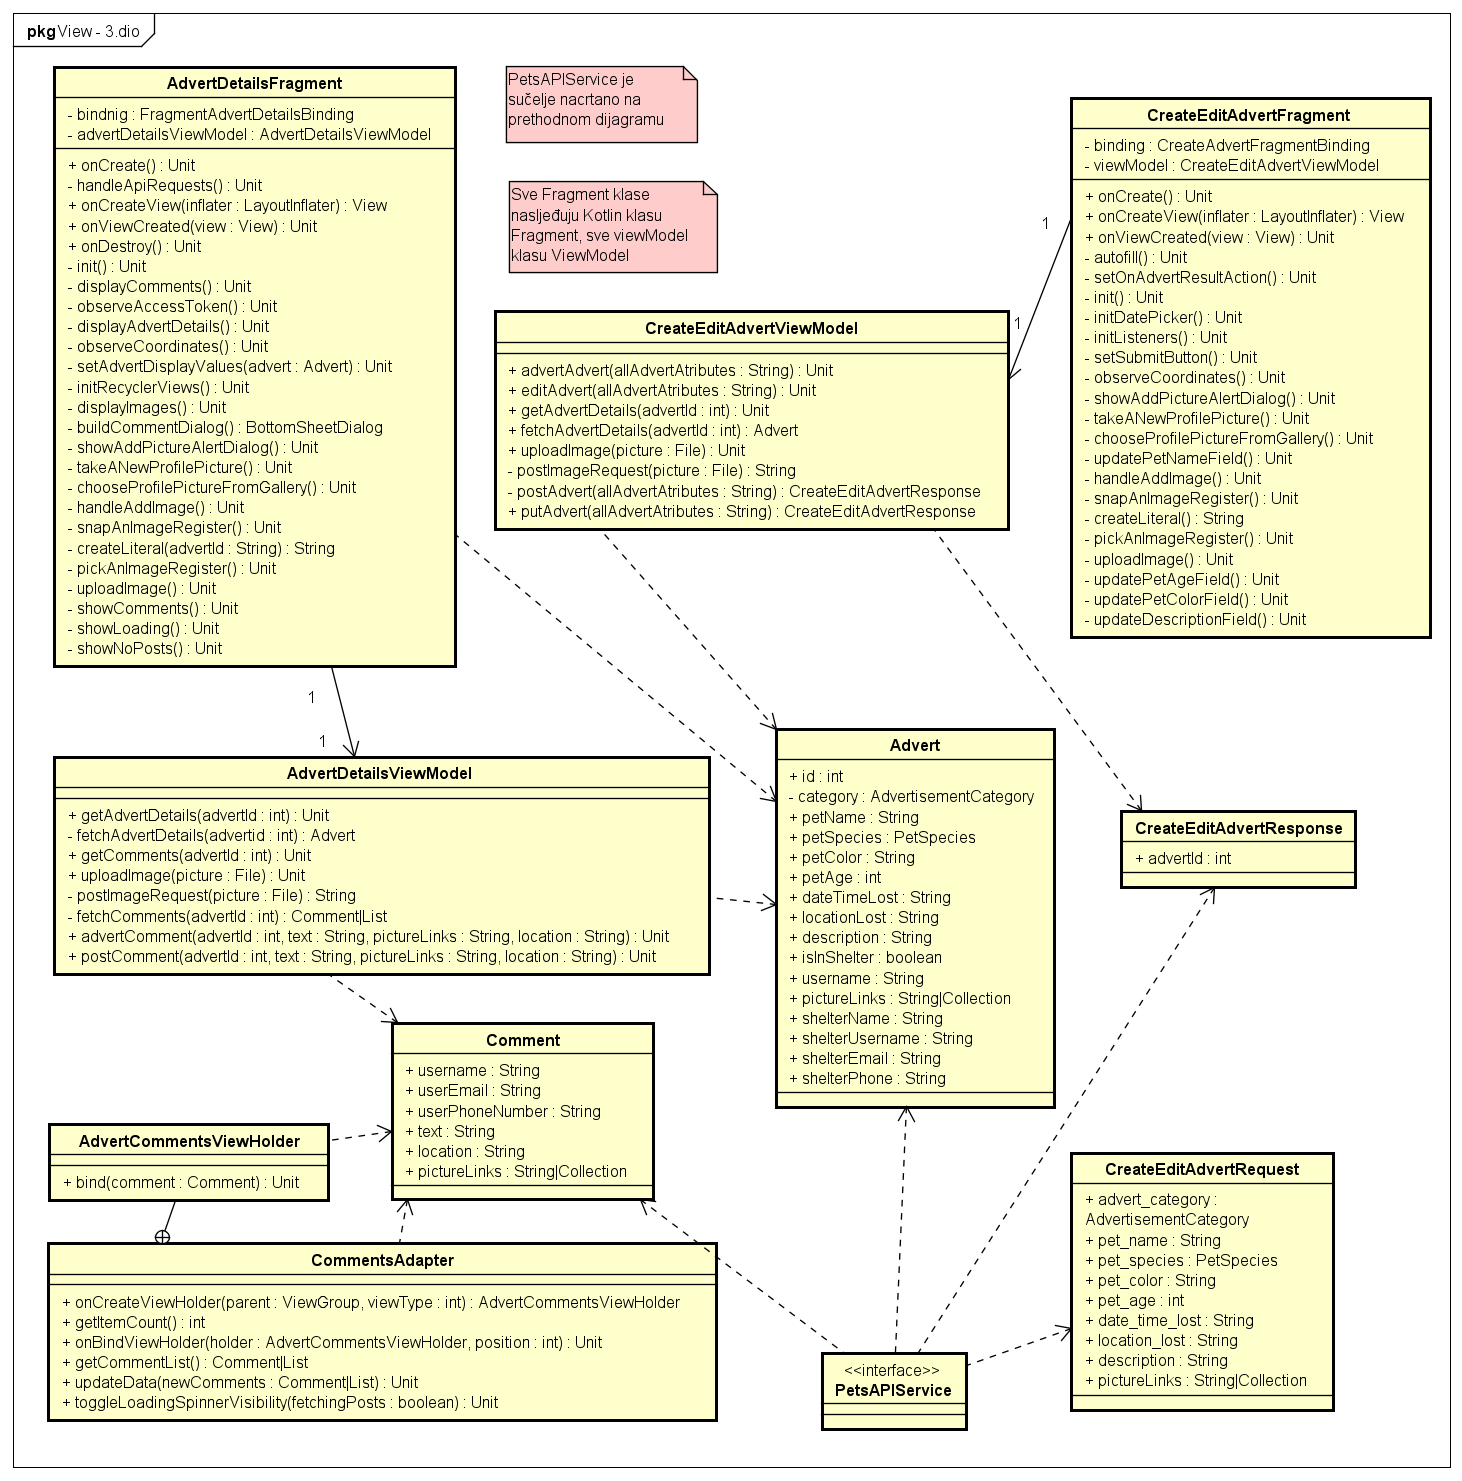 pkg View - 3.dio
AdvertDetailsFragment
- bindnig : FragmentAdvertDetailsBinding
- advertDetailsViewModel : AdvertDetailsViewModel
+ onCreate() : Unit
- handleApiRequests() : Unit
+ onCreateView(inflater : LayoutInflater) : View
+ onViewCreated(view : View) : Unit
+ onDestroy() : Unit
- init() : Unit
- displayComments() : Unit
- observeAccessToken() : Unit
- displayAdvertDetails() : Unit
- observeCoordinates() : Unit
- setAdvertDisplayValues(advert : Advert) : Unit
- initRecyclerViews() : Unit
- displayImages() : Unit
- buildCommentDialog() : BottomSheetDialog
- showAddPictureAlertDialog() : Unit
- takeANewProfilePicture() : Unit
- chooseProfilePictureFromGallery() : Unit
- handleAddImage() : Unit
- snapAnImageRegister() : Unit
- createLiteral(advertId : String) : String
- pickAnImageRegister() : Unit
- uploadImage() : Unit
- showComments() : Unit
- showLoading() : Unit
- showNoPosts() : Unit
PetsAPIService je
sučelje nacrtano na
prethodnom dijagramu
Sve Fragment klase
nasljeđuju Kotlin klasu
Fragment, sve viewModel
klasu ViewModel
CreateEditAdvertFragment
- binding : CreateAdvertFragmentBinding
- viewModel : CreateEditAdvertViewModel
+ onCreate() : Unit
+ onCreateView(inflater : LayoutInflater) : View
+ onViewCreated(view : View) : Unit
- autofill() : Unit
- setOnAdvertResultAction() : Unit
- init() : Unit
- initDatePicker() : Unit
- initListeners() : Unit
- setSubmitButton() : Unit
- observeCoordinates() : Unit
- showAddPictureAlertDialog() : Unit
- takeANewProfilePicture() : Unit
- chooseProfilePictureFromGallery() : Unit
- updatePetNameField() : Unit
- handleAddImage() : Unit
- snapAnImageRegister() : Unit
- createLiteral() : String
- pickAnImageRegister() : Unit
- uploadImage() : Unit
- updatePetAgeField() : Unit
- updatePetColorField() : Unit
- updateDescriptionField() : Unit
1
1
CreateEditAdvertViewModel
+ advertAdvert(allAdvertAtributes : String) : Unit
+ editAdvert(allAdvertAtributes : String) : Unit
+ getAdvertDetails(advertId : int) : Unit
+ fetchAdvertDetails(advertId : int) : Advert
+ uploadImage(picture : File) : Unit
- postImageRequest(picture : File) : String
- postAdvert(allAdvertAtributes : String) : CreateEditAdvertResponse
+ putAdvert(allAdvertAtributes : String) : CreateEditAdvertResponse
1
1
AdvertDetailsViewModel
+ getAdvertDetails(advertId : int) : Unit
- fetchAdvertDetails(advertid : int) : Advert
+ getComments(advertId : int) : Unit
+ uploadImage(picture : File) : Unit
- postImageRequest(picture : File) : String
- fetchComments(advertId : int) : Comment|List
+ advertComment(advertId : int, text : String, pictureLinks : String, location : String) : Unit
+ postComment(advertId : int, text : String, pictureLinks : String, location : String) : Unit
Advert
+ id : int
- category : AdvertisementCategory
+ petName : String
+ petSpecies : PetSpecies
+ petColor : String
+ petAge : int
+ dateTimeLost : String
+ locationLost : String
+ description : String
+ isInShelter : boolean
+ username : String
+ pictureLinks : String|Collection
+ shelterName : String
+ shelterUsername : String
+ shelterEmail : String
+ shelterPhone : String
CreateEditAdvertResponse
+ advertId : int
Comment
+ username : String
+ userEmail : String
+ userPhoneNumber : String
+ text : String
+ location : String
+ pictureLinks : String|Collection
AdvertCommentsViewHolder
+ bind(comment : Comment) : Unit
CommentsAdapter
+ onCreateViewHolder(parent : ViewGroup, viewType : int) : AdvertCommentsViewHolder
+ getItemCount() : int
+ onBindViewHolder(holder : AdvertCommentsViewHolder, position : int) : Unit
+ getCommentList() : Comment|List
+ updateData(newComments : Comment|List) : Unit
+ toggleLoadingSpinnerVisibility(fetchingPosts : boolean) : Unit
<<interface>>
PetsAPIService
CreateEditAdvertRequest
+ advert_category :
AdvertisementCategory
+ pet_name : String
+ pet_species : PetSpecies
+ pet_color : String
+ pet_age : int
+ date_time_lost : String
+ location_lost : String
+ description : String
+ pictureLinks : String|Collection